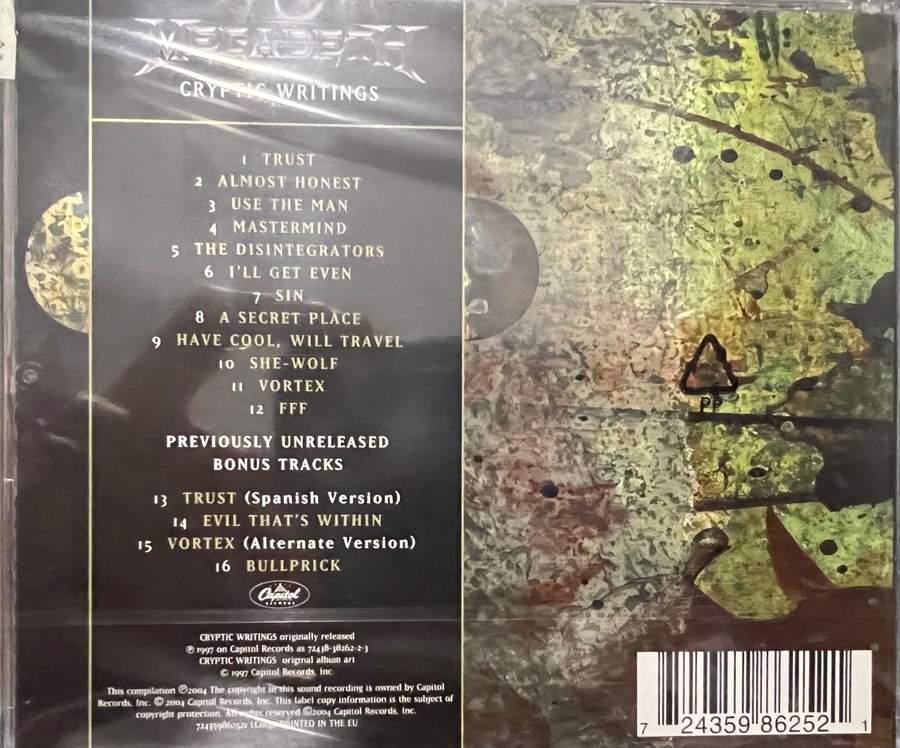 MEGADETH
CRYPTIC WRITINGS
1 TRUST
2 ALMOST HONEST
3 USE THE MAN
4 MASTERMIND
5 THE DISINTEGRATORS
6 I'LL GET EVEN
7 SIN
8 A SECRET PLACE
9 HAVE COOL, WILL TRAVEL
10 SHE-WOLF
11 VORTEX
12 FFF
PREVIOUSLY UNRELEASED
BONUS TRACKS
13 TRUST (Spanish Version)
14 EVIL THAT'S WITHIN
15 VORTEX (Alternate Version)
16 BULLPRICK
Capitol
RECORDS
CRYPTIC WRITINGS originally released
℗ 1997 on Capitol Records as 72438-38262-2-3
CRYPTIC WRITINGS original album art
© 1997 Capitol Records, Inc
This compilation ℗2004 The copyright in this sound recording is owned by Capitol
Records, Inc. ©2004 Capitol Records, Inc. This label copy information is the subject of
copyright protection. All rights reserved ©2004 Capitol Records, Inc.
PRINTED IN THE EU
PP
7 24359 86252 1